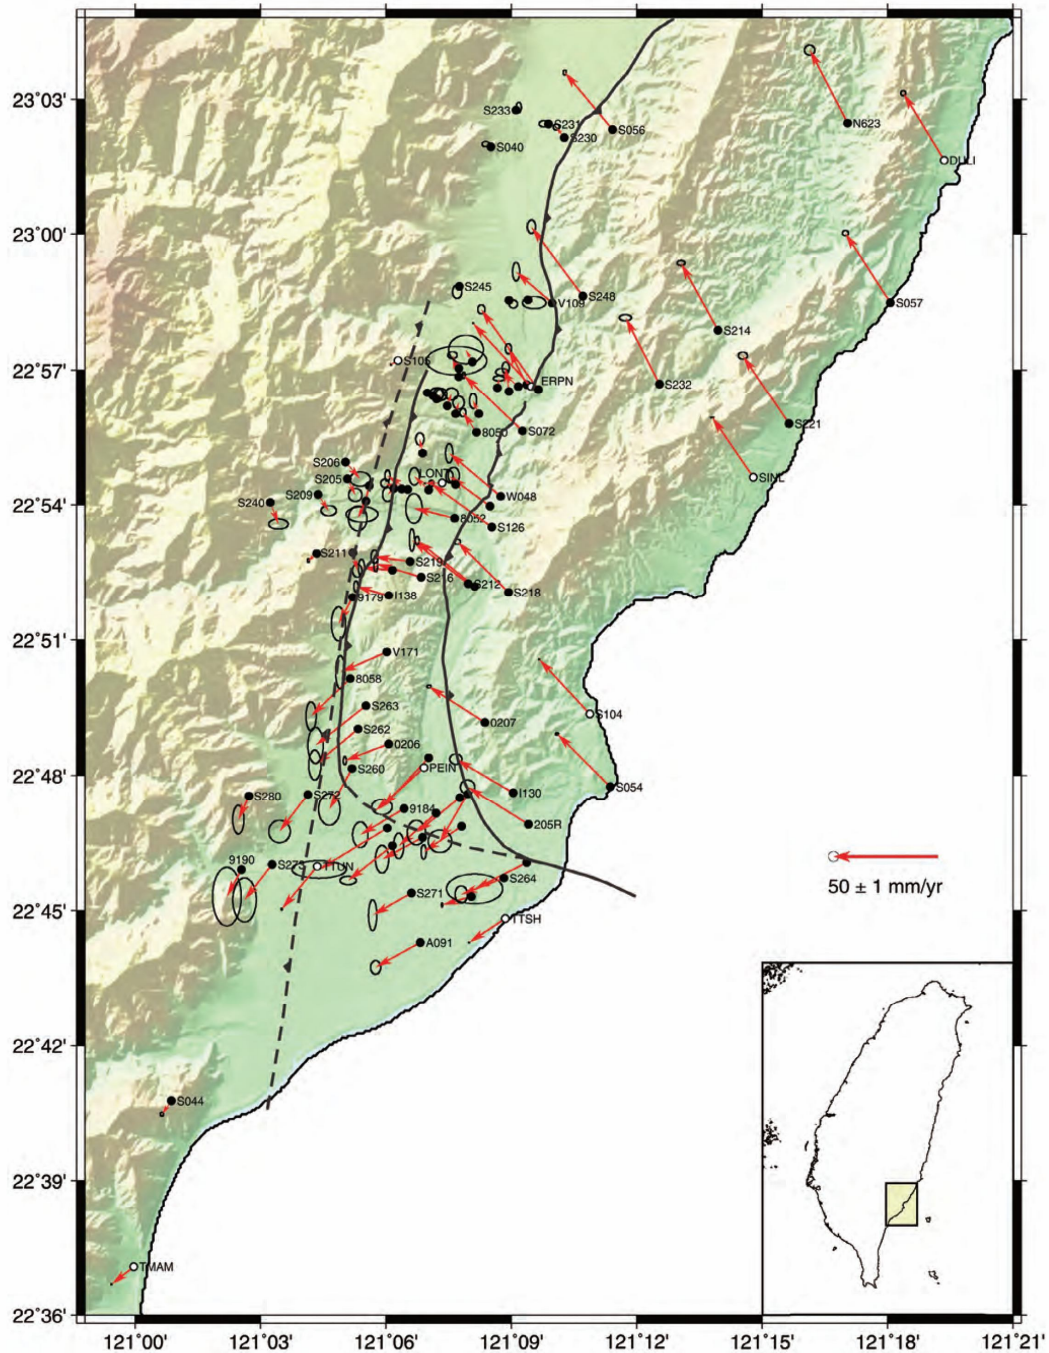 23°03'
23°00'
22°57'
22°54'
22°51'
22°48'
22°45'
22°42'
22°39'
22°36'
121°00'
121°03'
121°06'
121°09'
121°12'
121°15'
121°18'
121°21'
S233
S231
S230
S056
N623
S040
DULI
S245
V109
S248
S057
S214
S105
S232
ERPN
S221
8050
S072
S206
LONT
SINL
S205
S209
S240
W048
8052
S126
S211
S219
S216
S212
S218
9179
I138
V171
8058
S263
S104
0207
S262
0206
S260
PEIN
S054
S280
S272
I130
9184
205R
9190
S273
TTUN
S264
50 ± 1 mm/yr
S271
TTSH
A091
S044
TMAM